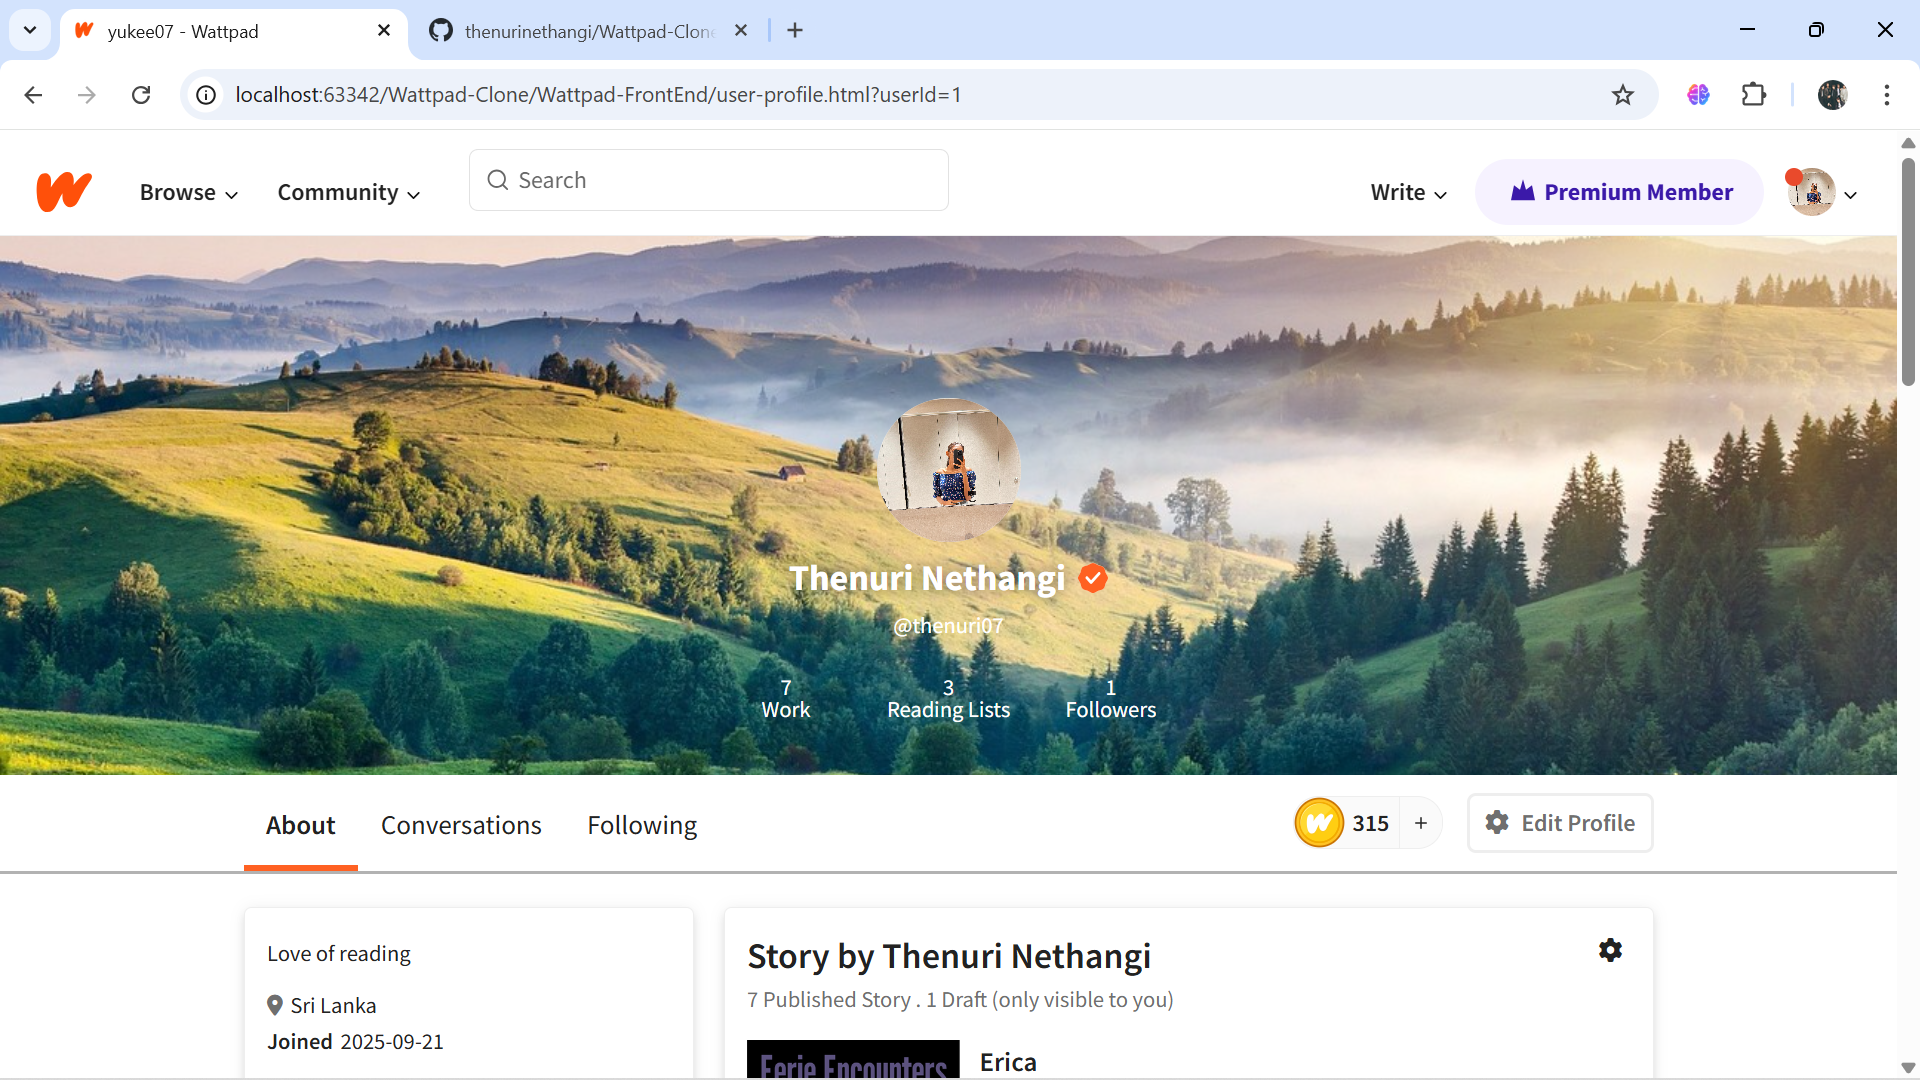 yukee07 - Wattpad
thenurinethangi/Wattpad-Clone
localhost:63342/Wattpad-Clone/Wattpad-FrontEnd/user-profile.html?userId=1
Browse
Community
Search
Write
Premium Member
Thenuri Nethangi
@thenuri07
7
Work
3
Reading Lists
1
Followers
About
Conversations
Following
315
+
Edit Profile
Love of reading
Sri Lanka
Joined 2025-09-21
Story by Thenuri Nethangi
7 Published Story . 1 Draft (only visible to you)
Eerie Encounters
Erica